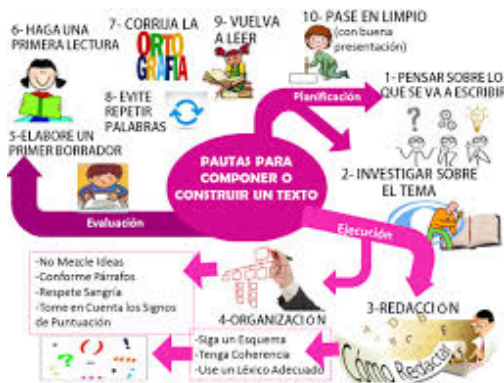 6- HAGA UNA
PRIMERA LECTURA
7- CORRIJA LA
ORTO
GRAFÍA
9- VUELVA
A LEER
10- PASE EN LIMPIO
(con buena
presentación)
8- EVITE
REPETIR
PALABRAS
Planificación
1- PENSAR SOBRE LO
QUE SE VA A ESCRIBIR
5-ELABORE UN
PRIMER BORRADOR
PAUTAS PARA
COMPONER O
CONSTRUIR UN TEXTO
2- INVESTIGAR SOBRE
EL TEMA
Evaluación
Ejecución
-No Mezcle Ideas
-Conforme Párrafos
-Respete Sangría
-Tome en Cuenta los Signos
de Puntuación
4-ORGANIZACIÓN
3-REDACCIÓN
-Siga un Esquema
-Tenga Coherencia
-Use un Léxico Adecuado
Cómo Redactar